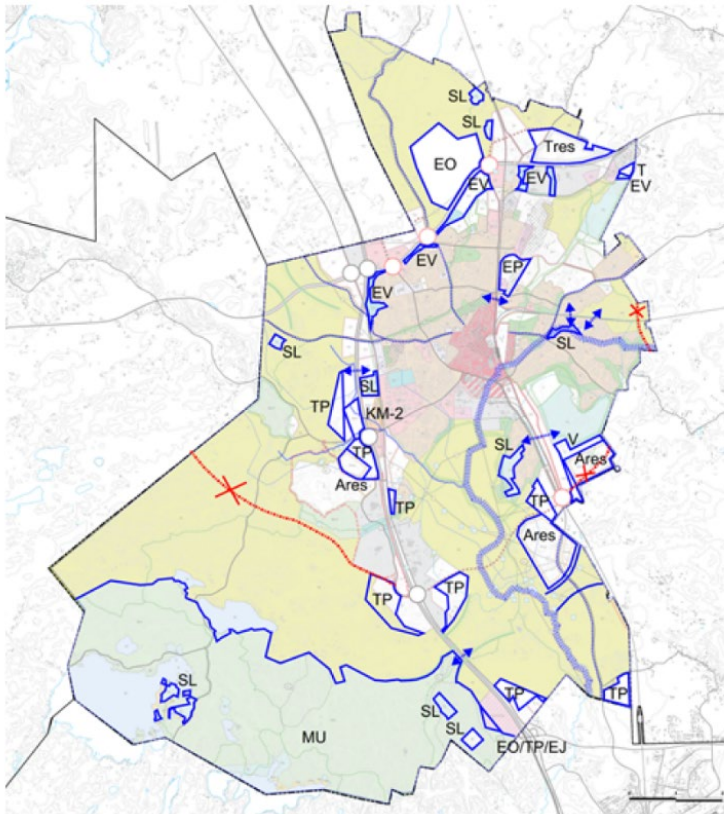 SL
SL
Tres
EO
T
EV
EV
EV
EV
EP
EV
SL
SL
SL
TP
KM-2
TP
SL
V
Ares
Ares
TP
TP
Ares
TP
TP
SL
SL
TP
TP
MU
SL
EO/TP/EJ